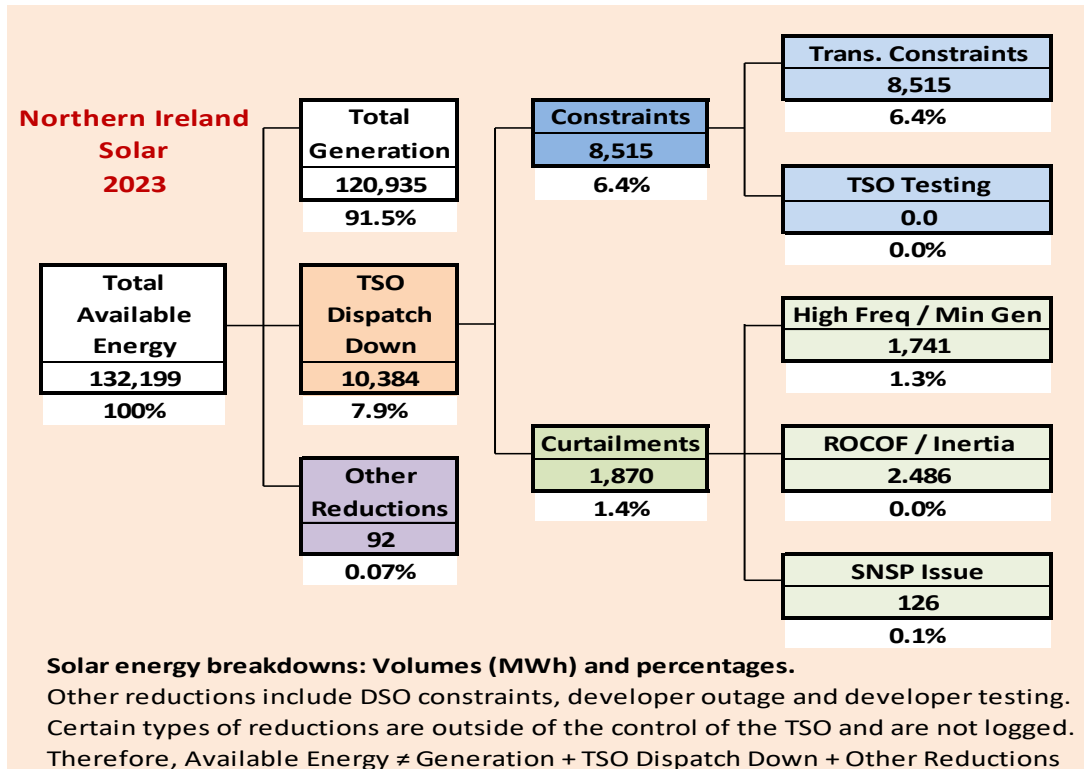 Northern Ireland
Solar
2023
Total
Available
Energy
132,199
100%
Total
Generation
120,935
91.5%
TSO
Dispatch
Down
10,384
7.9%
Other
Reductions
92
0.07%
Constraints
8,515
6.4%
Curtailments
1,870
1.4%
Trans. Constraints
8,515
6.4%
TSO Testing
0.0
0.0%
High Freq / Min Gen
1,741
1.3%
ROCOF / Inertia
2.486
0.0%
SNSP Issue
126
0.1%
Solar energy breakdowns: Volumes (MWh) and percentages.
Other reductions include DSO constraints, developer outage and developer testing.
Certain types of reductions are outside of the control of the TSO and are not logged.
Therefore, Available Energy ≠ Generation + TSO Dispatch Down + Other Reductions